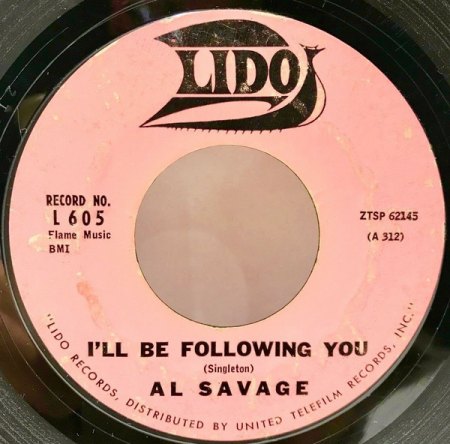 LIDO
RECORD NO.
L 605
Flame Music
BMI
ZTSP 62145
(A 312)
I'LL BE FOLLOWING YOU
(Singleton)
AL SAVAGE
"LIDO RECORDS, DISTRIBUTED BY UNITED TELEFILM RECORDS, INC."